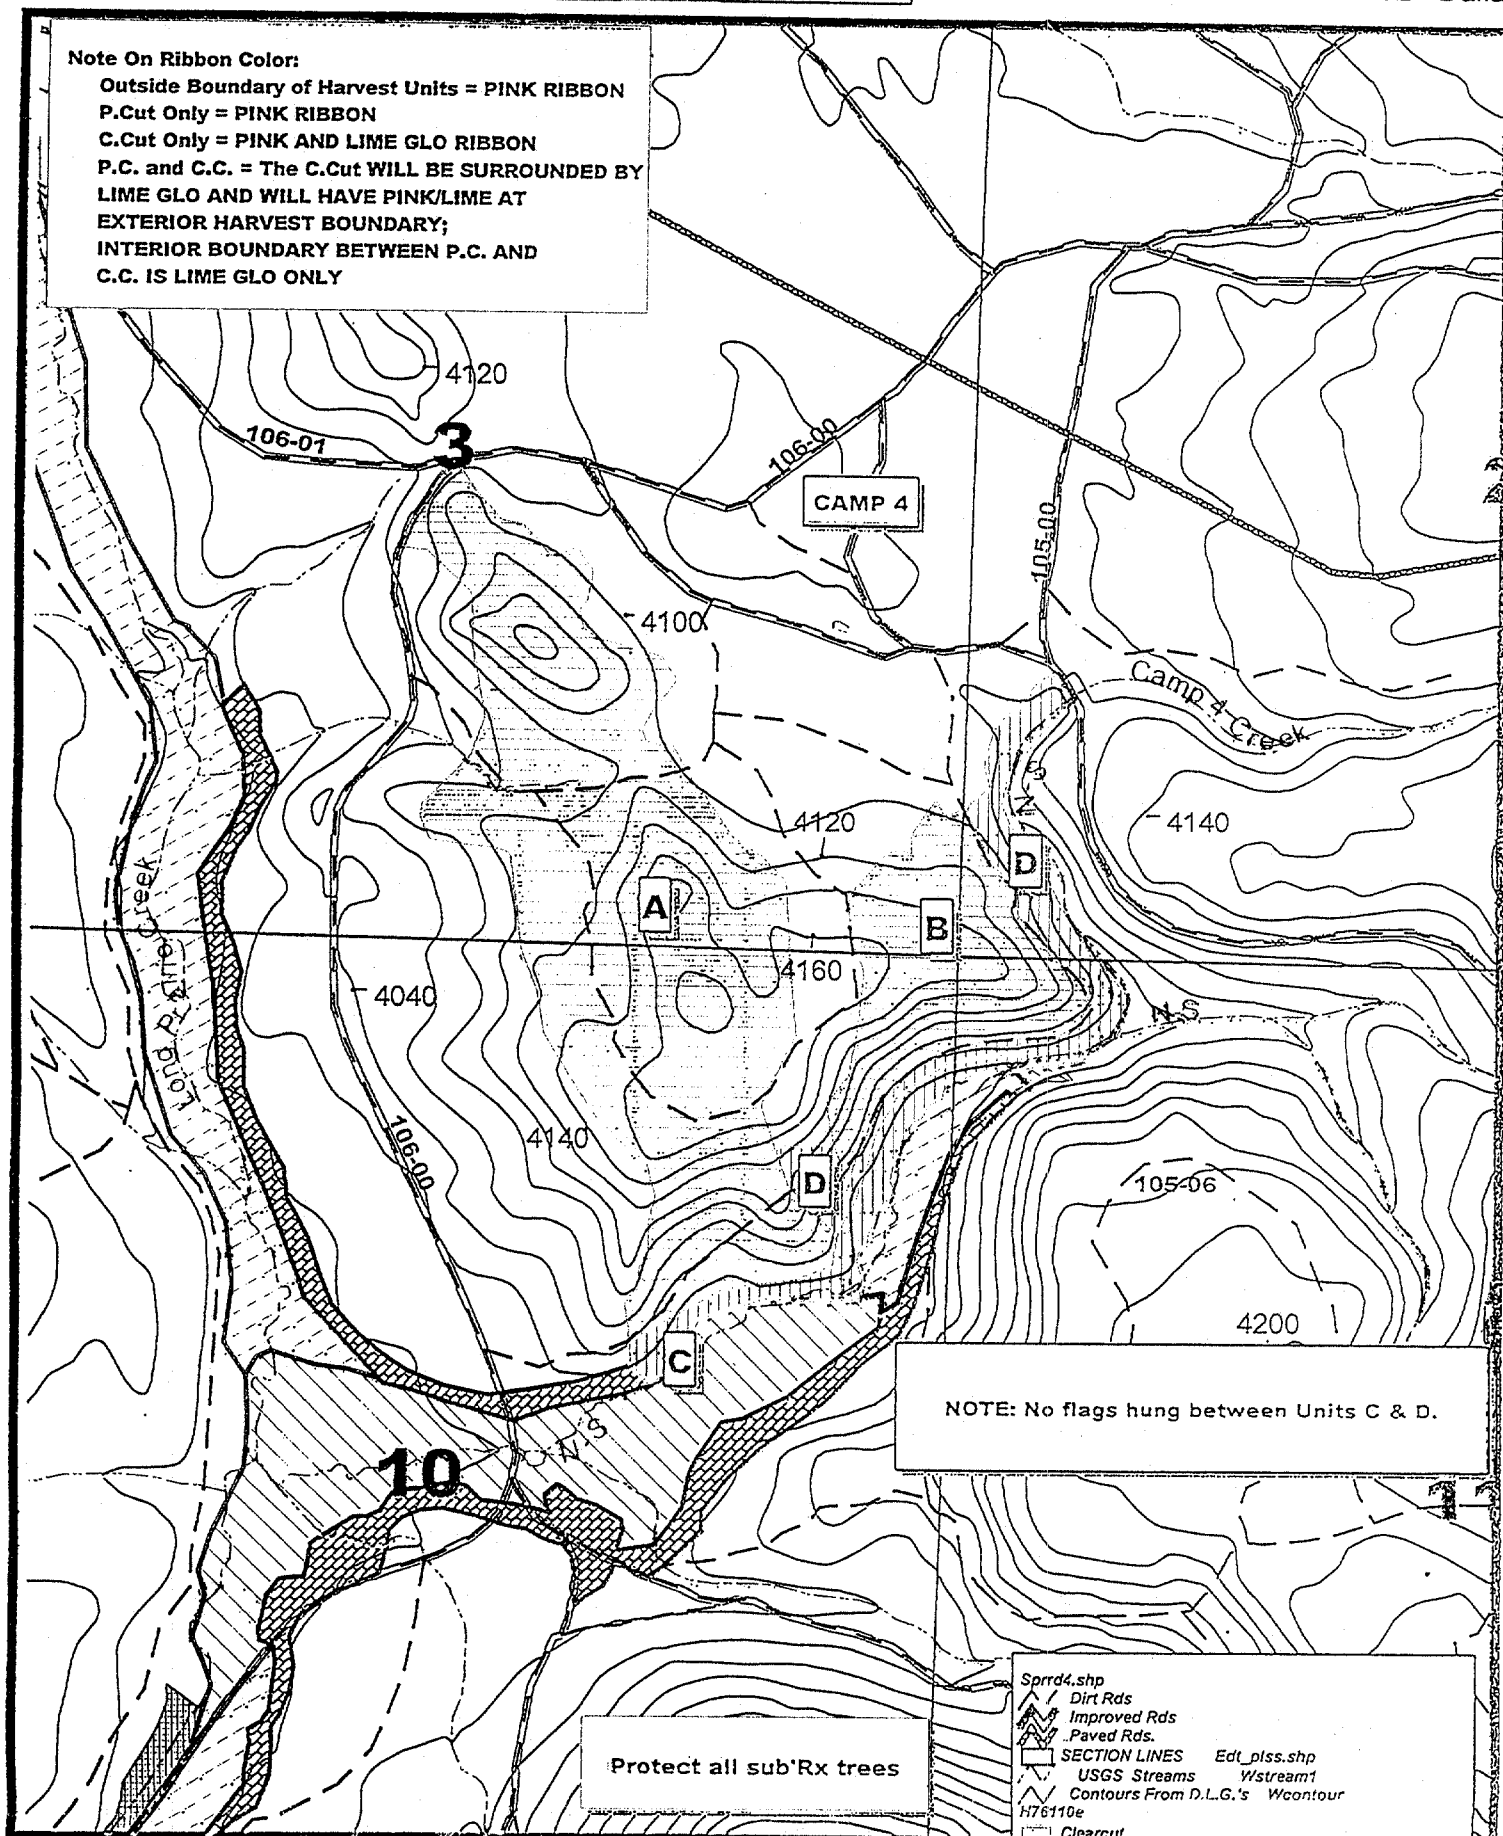 Note On Ribbon Color:
Outside Boundary of Harvest Units = PINK RIBBON
P.Cut Only = PINK RIBBON
C.Cut Only = PINK AND LIME GLO RIBBON
P.C. and C.C. = The C.Cut WILL BE SURROUNDED BY
LIME GLO AND WILL HAVE PINK/LIME AT
EXTERIOR HARVEST BOUNDARY;
INTERIOR BOUNDARY BETWEEN P.C. AND
C.C. IS LIME GLO ONLY
4120
106-01
3
106-00
CAMP 4
105-00
4100
Camp 4 Creek
N S
4120
4140
D
A
B
4160
4040
N S
Long Prairie Creek
106-00
4140
D
105-06
4200
C
NOTE: No flags hung between Units C & D.
N S
10
Sprrd4.shp
Dirt Rds
Improved Rds
Paved Rds.
SECTION LINES Edt_plss.shp
USGS Streams Wstream1
Contours From D.L.G.'s Wcontour
H76110e
Clearcut
Protect all sub'Rx trees